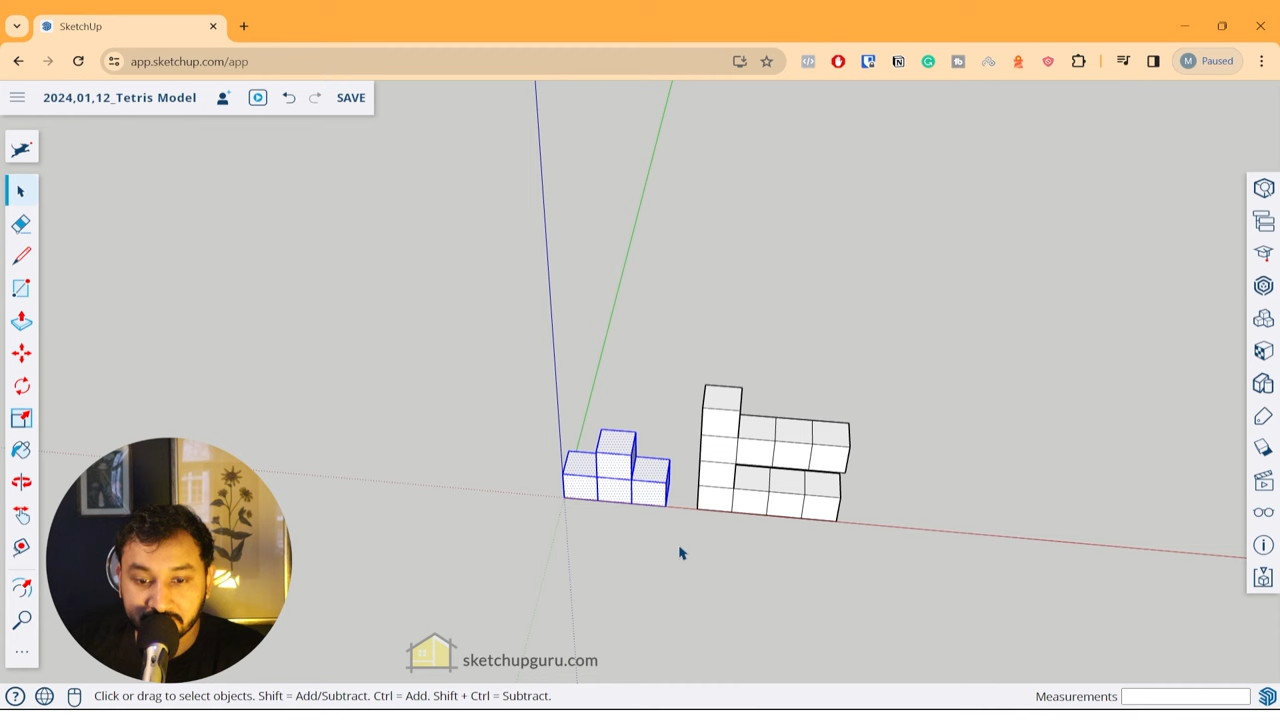 SketchUp
app.sketchup.com/app
M Paused
2024,01,12_Tetris Model
SAVE
sketchupguru.com
Click or drag to select objects. Shift = Add/Subtract. Ctrl = Add. Shift + Ctrl = Subtract.
Measurements